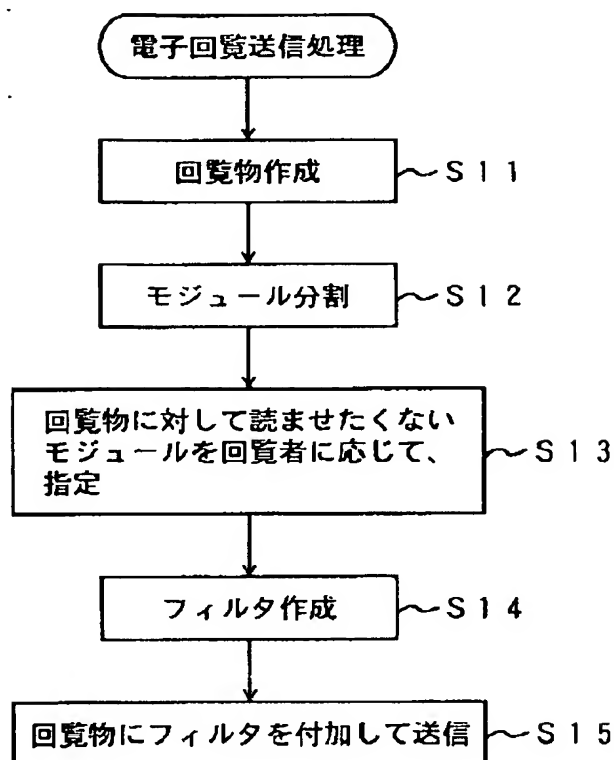 電子回覧送信処理
回覧物作成 S11
モジュール分割 S12
回覧物に対して読ませたくない
モジュールを回覧者に応じて、
指定 S13
フィルタ作成 S14
回覧物にフィルタを付加して送信 S15